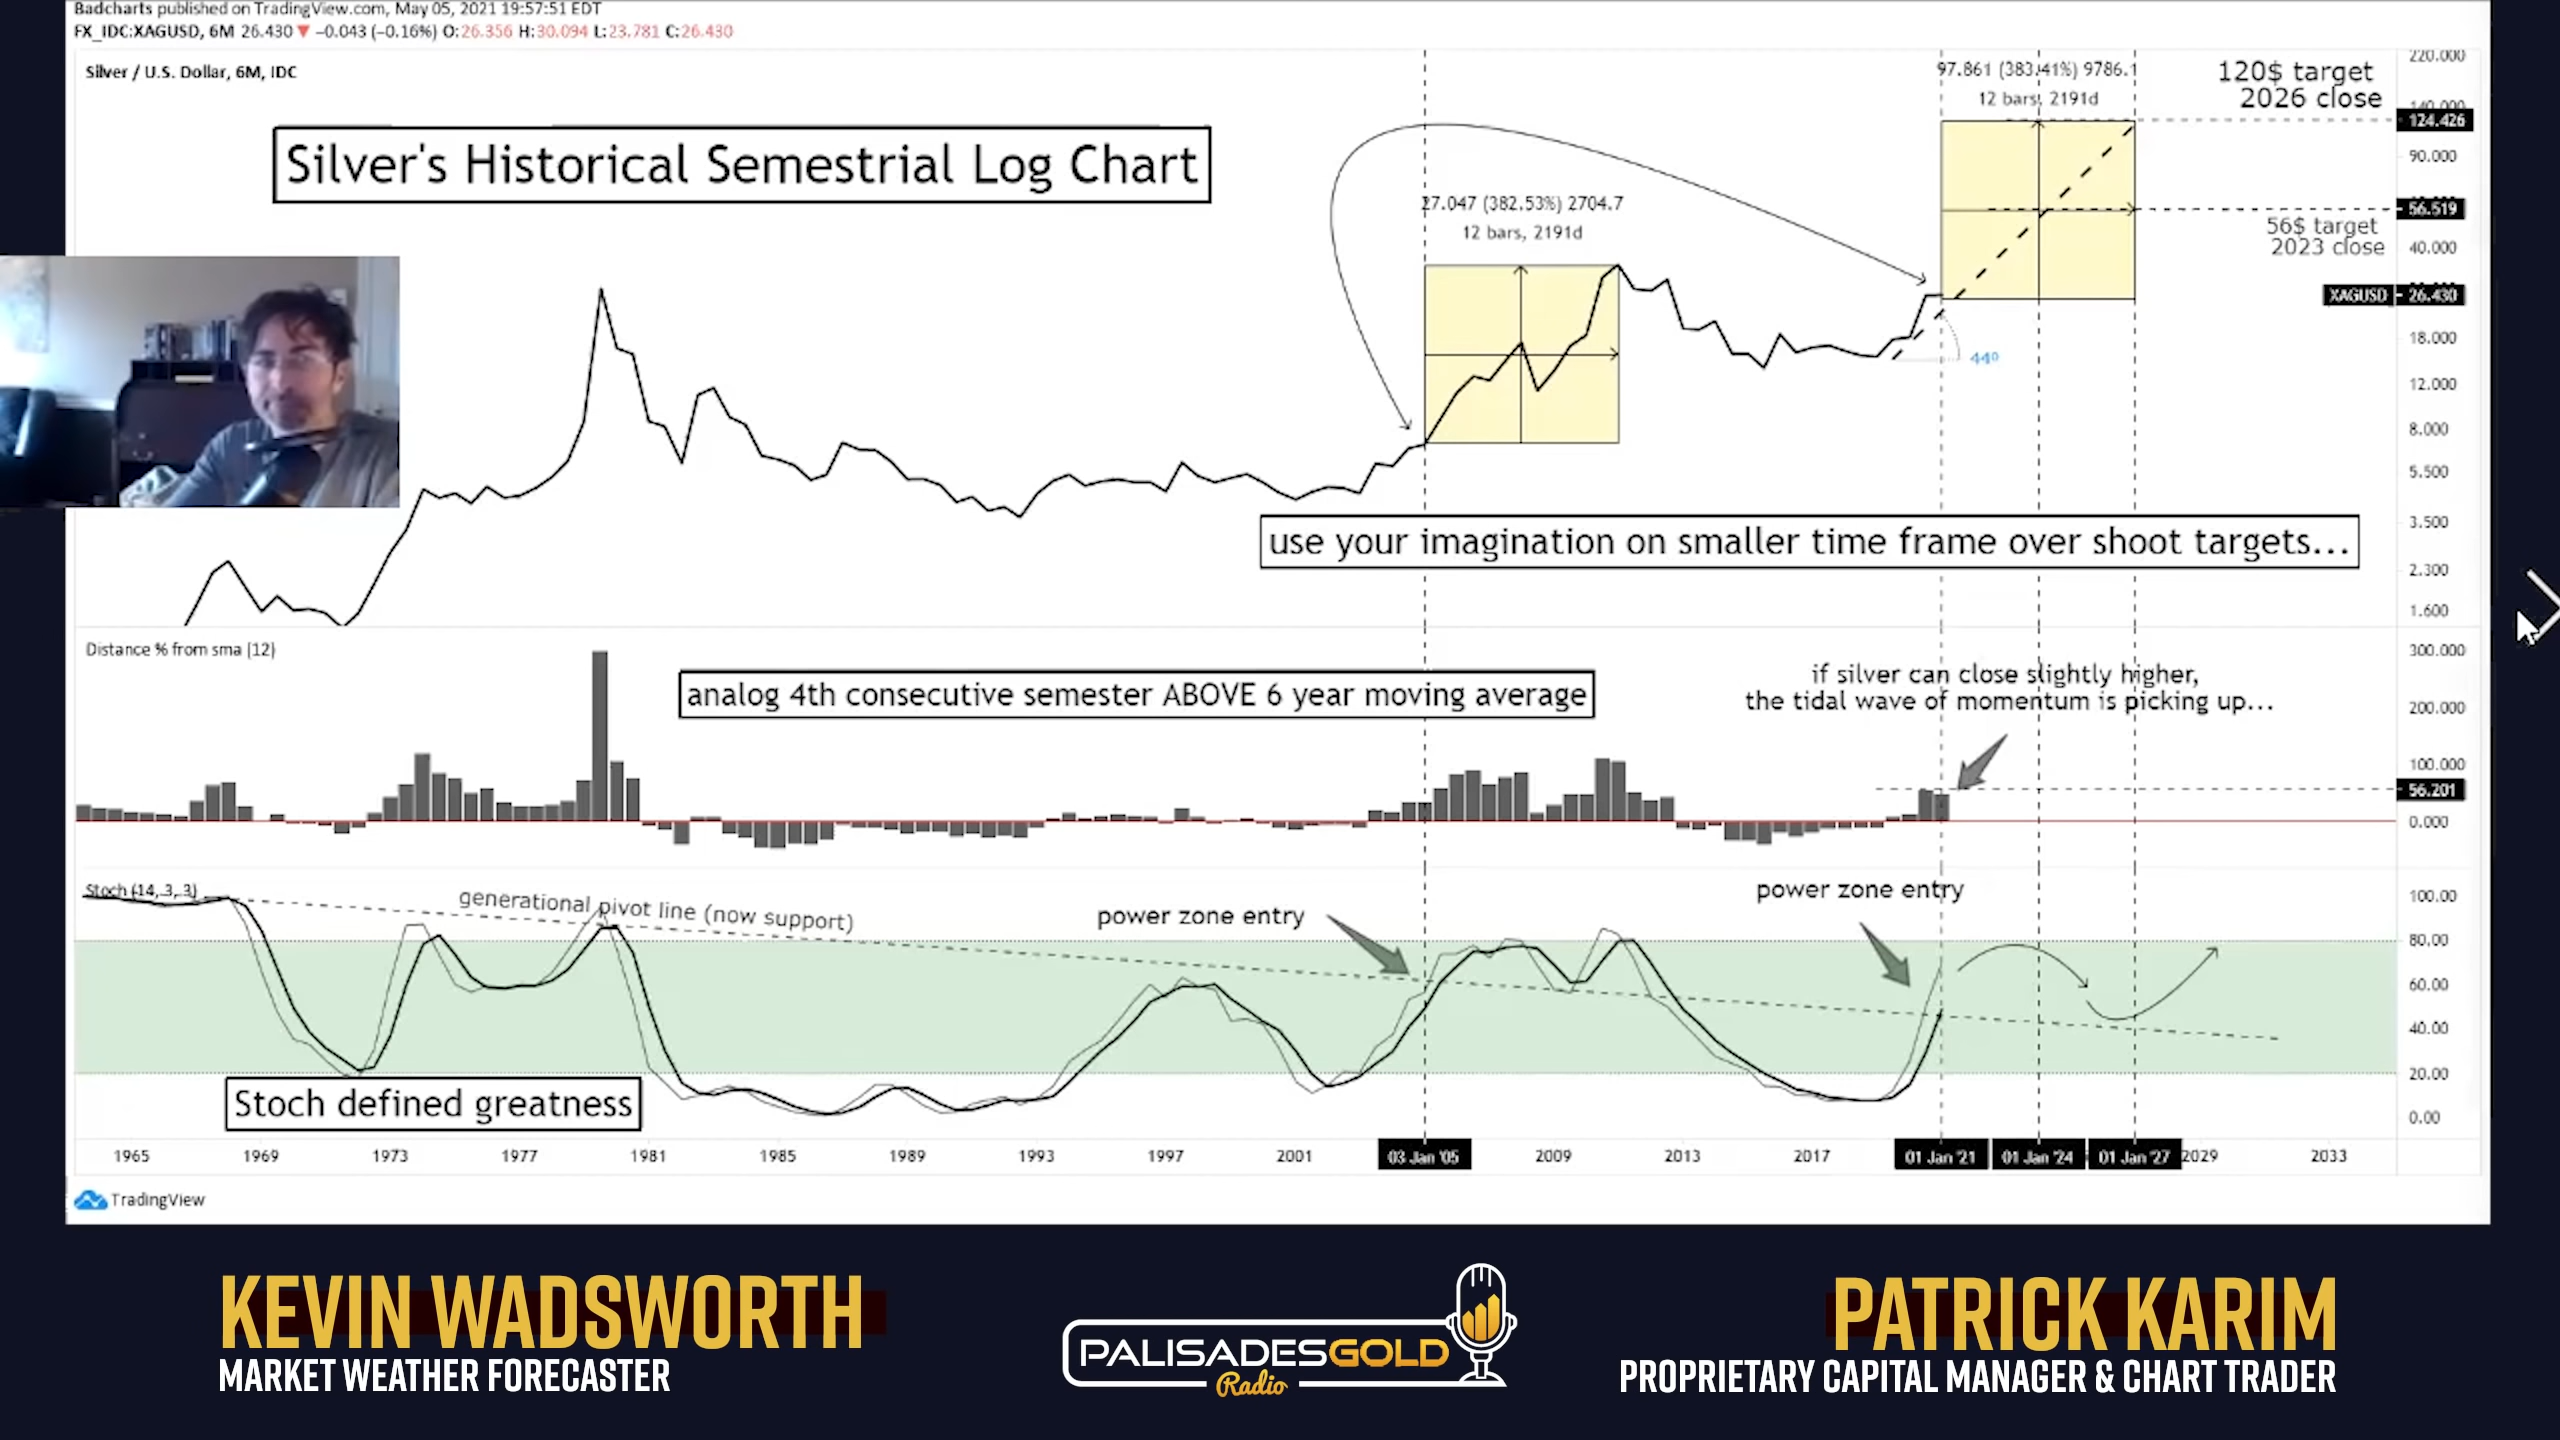 Badcharts published on TradingView.com, May 05, 2021 19:57:51 EDT
FX_IDC:XAGUSD, 6M 26.430 ▼ −0.043 (−0.16%) O:26.356 H:30.094 L:23.781 C:26.430
Silver / U.S. Dollar, 6M, IDC
Silver's Historical Semestrial Log Chart
27.047 (382.53%) 2704.7
12 bars, 2191d
97.861 (383.41%) 9786.1
12 bars, 2191d
120$ target
2026 close
56$ target
2023 close
44º
220.000
140.000
124.426
90.000
56.519
40.000
XAGUSD 26.430
18.000
12.000
8.000
5.500
3.500
2.300
1.600
use your imagination on smaller time frame over shoot targets...
Distance % from sma (12)
analog 4th consecutive semester ABOVE 6 year moving average
if silver can close slightly higher,
the tidal wave of momentum is picking up...
300.000
200.000
100.000
56.201
0.000
Stoch (14, 3, 3)
generational pivot line (now support)
power zone entry
power zone entry
Stoch defined greatness
100.00
80.00
60.00
40.00
20.00
0.00
1965 1969 1973 1977 1981 1985 1989 1993 1997 2001 03 Jan '05 2009 2013 2017 01 Jan '21 01 Jan '24 01 Jan '27 2029 2033
TradingView
KEVIN WADSWORTH
MARKET WEATHER FORECASTER
PALISADESGOLD
Radio
PATRICK KARIM
PROPRIETARY CAPITAL MANAGER & CHART TRADER